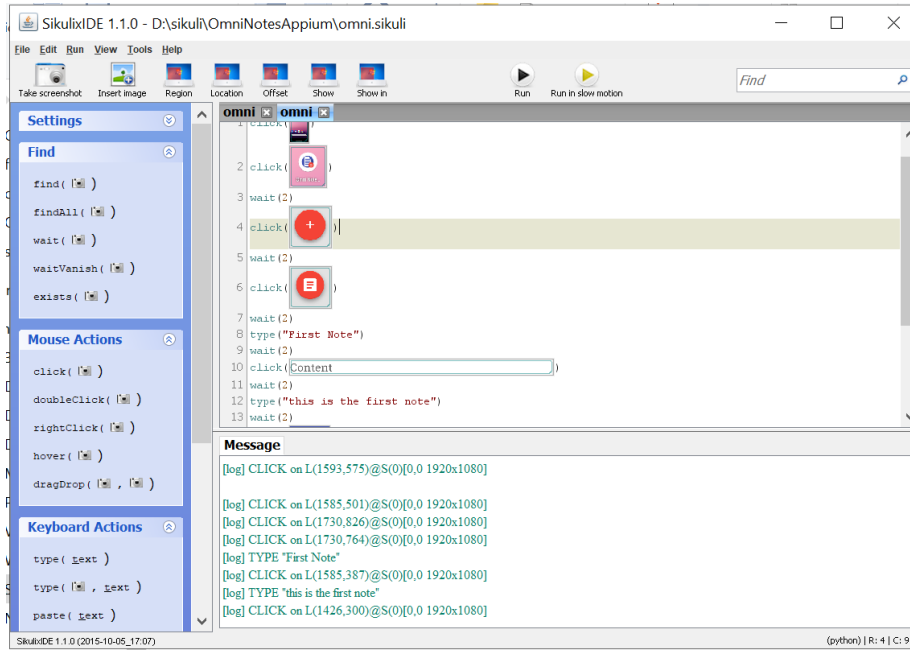 SikulixIDE 1.1.0 - D:\sikuli\OmniNotesAppium\omni.sikuli
File Edit Run View Tools Help
Take screenshot Insert image Region Location Offset Show Show in Run Run in slow motion Find
Settings
Find
find( )
findAll( )
wait( )
waitVanish( )
exists( )
Mouse Actions
click( )
doubleClick( )
rightClick( )
hover( )
dragDrop( , )
Keyboard Actions
type( text )
type( , text )
paste( text )
omni omni
1 click( )
2 click( )
3 wait(2)
4 click( )
5 wait(2)
6 click( )
7 wait(2)
8 type("First Note")
9 wait(2)
10 click(Content)
11 wait(2)
12 type("this is the first note")
13 wait(2)
Message
[log] CLICK on L(1593,575)@S(0)[0,0 1920x1080]
[log] CLICK on L(1585,501)@S(0)[0,0 1920x1080]
[log] CLICK on L(1730,826)@S(0)[0,0 1920x1080]
[log] CLICK on L(1730,764)@S(0)[0,0 1920x1080]
[log] TYPE "First Note"
[log] CLICK on L(1585,387)@S(0)[0,0 1920x1080]
[log] TYPE "this is the first note"
[log] CLICK on L(1426,300)@S(0)[0,0 1920x1080]
SikulixIDE 1.1.0 (2015-10-05_17:07) (python) | R: 4 | C: 9